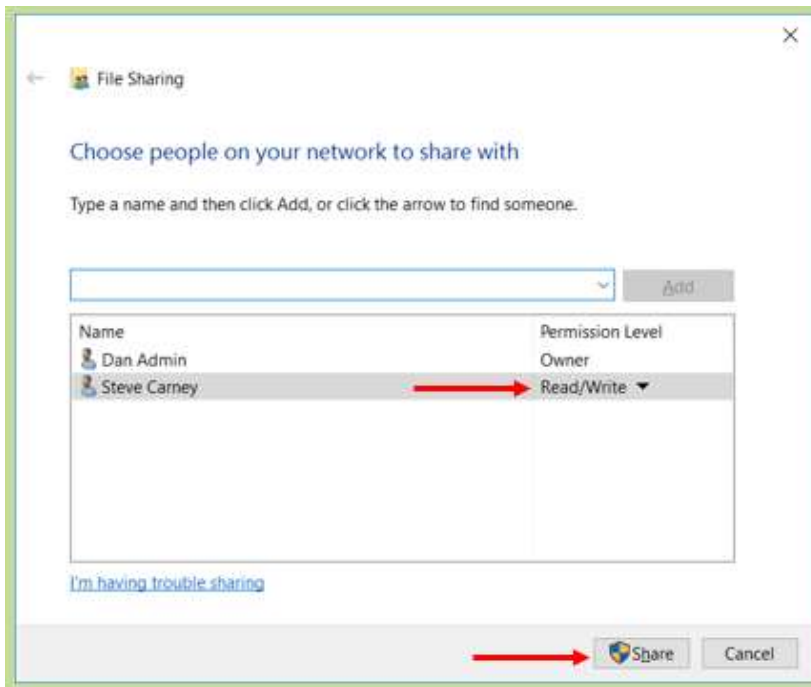 File Sharing
Choose people on your network to share with
Type a name and then click Add, or click the arrow to find someone.
Add
Name Permission Level
Dan Admin Owner
Steve Carney Read/Write
I'm having trouble sharing
Share Cancel